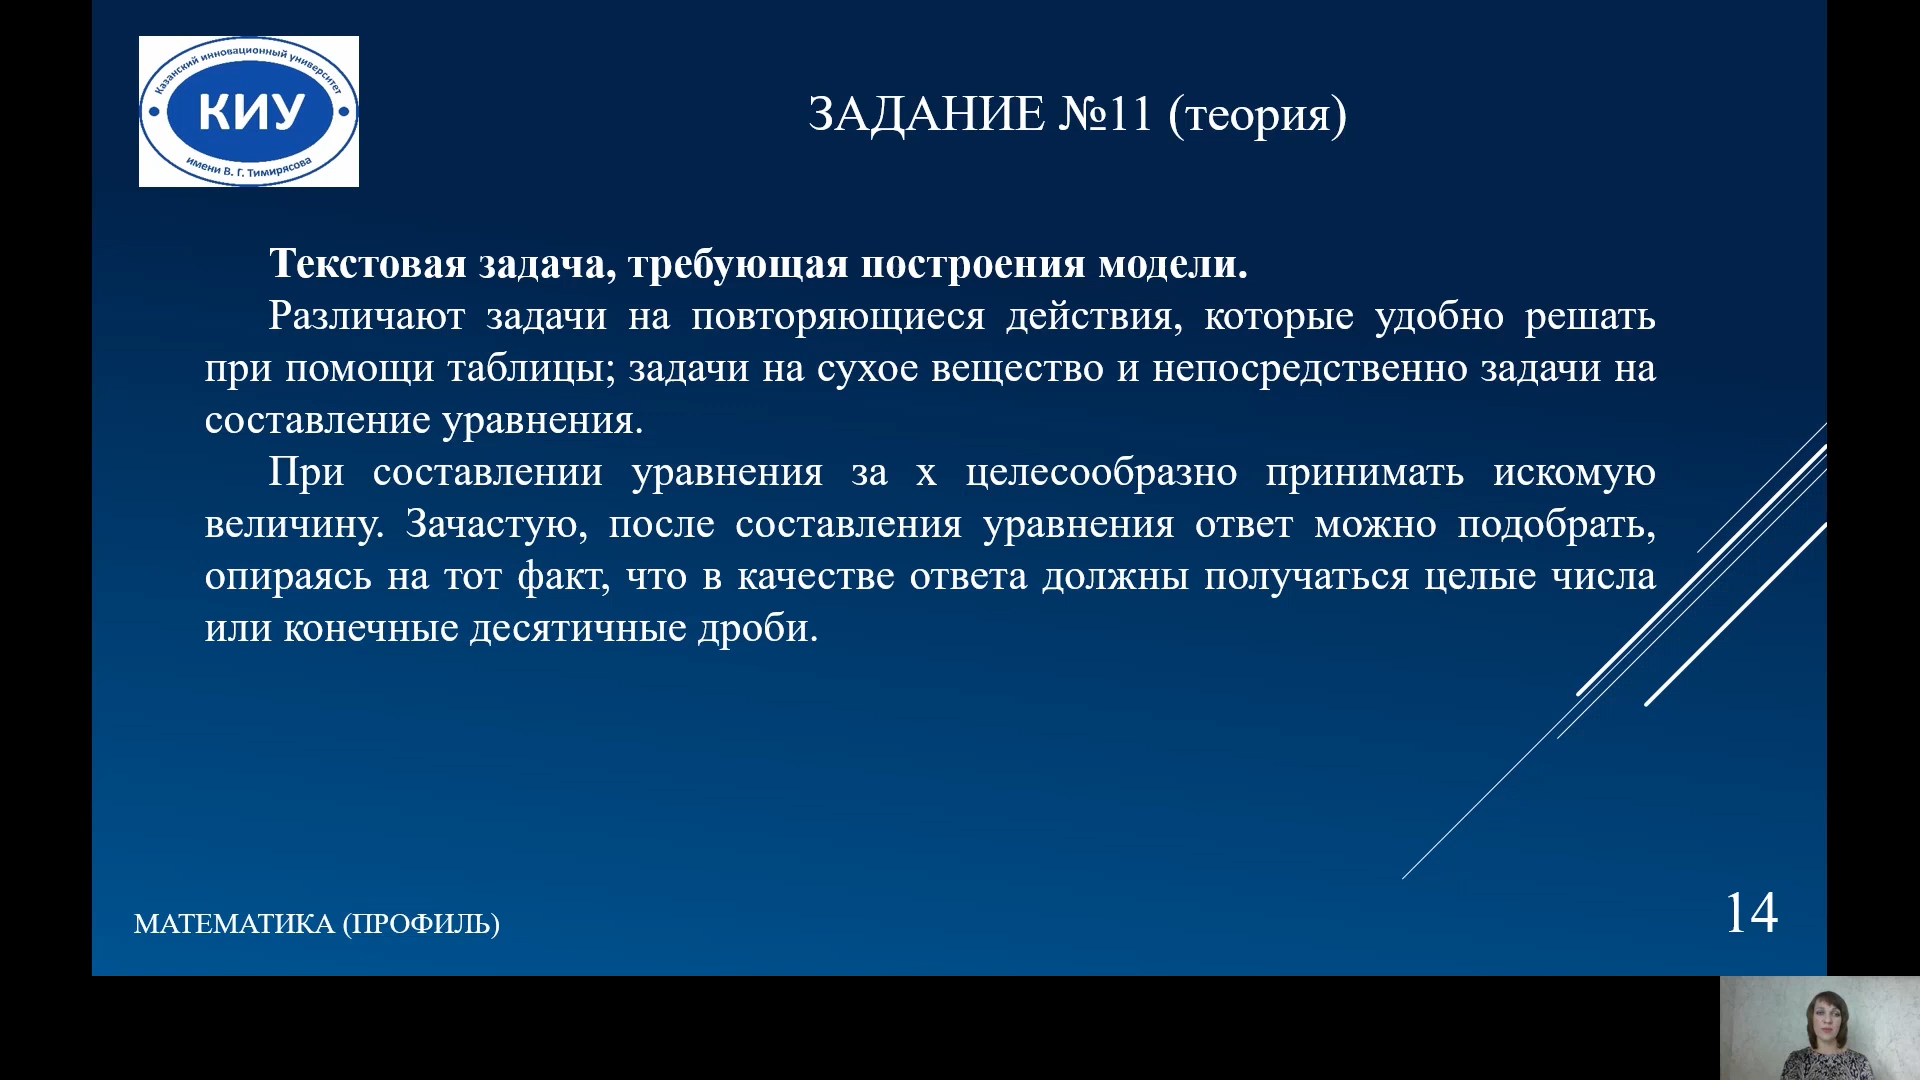 Казанский инновационный университет
КИУ
имени В. Г. Тимирясова
ЗАДАНИЕ №11 (теория)
Текстовая задача, требующая построения модели.
Различают задачи на повторяющиеся действия, которые удобно решать
при помощи таблицы; задачи на сухое вещество и непосредственно задачи на
составление уравнения.
При составлении уравнения за х целесообразно принимать искомую
величину. Зачастую, после составления уравнения ответ можно подобрать,
опираясь на тот факт, что в качестве ответа должны получаться целые числа
или конечные десятичные дроби.
МАТЕМАТИКА (ПРОФИЛЬ)
14